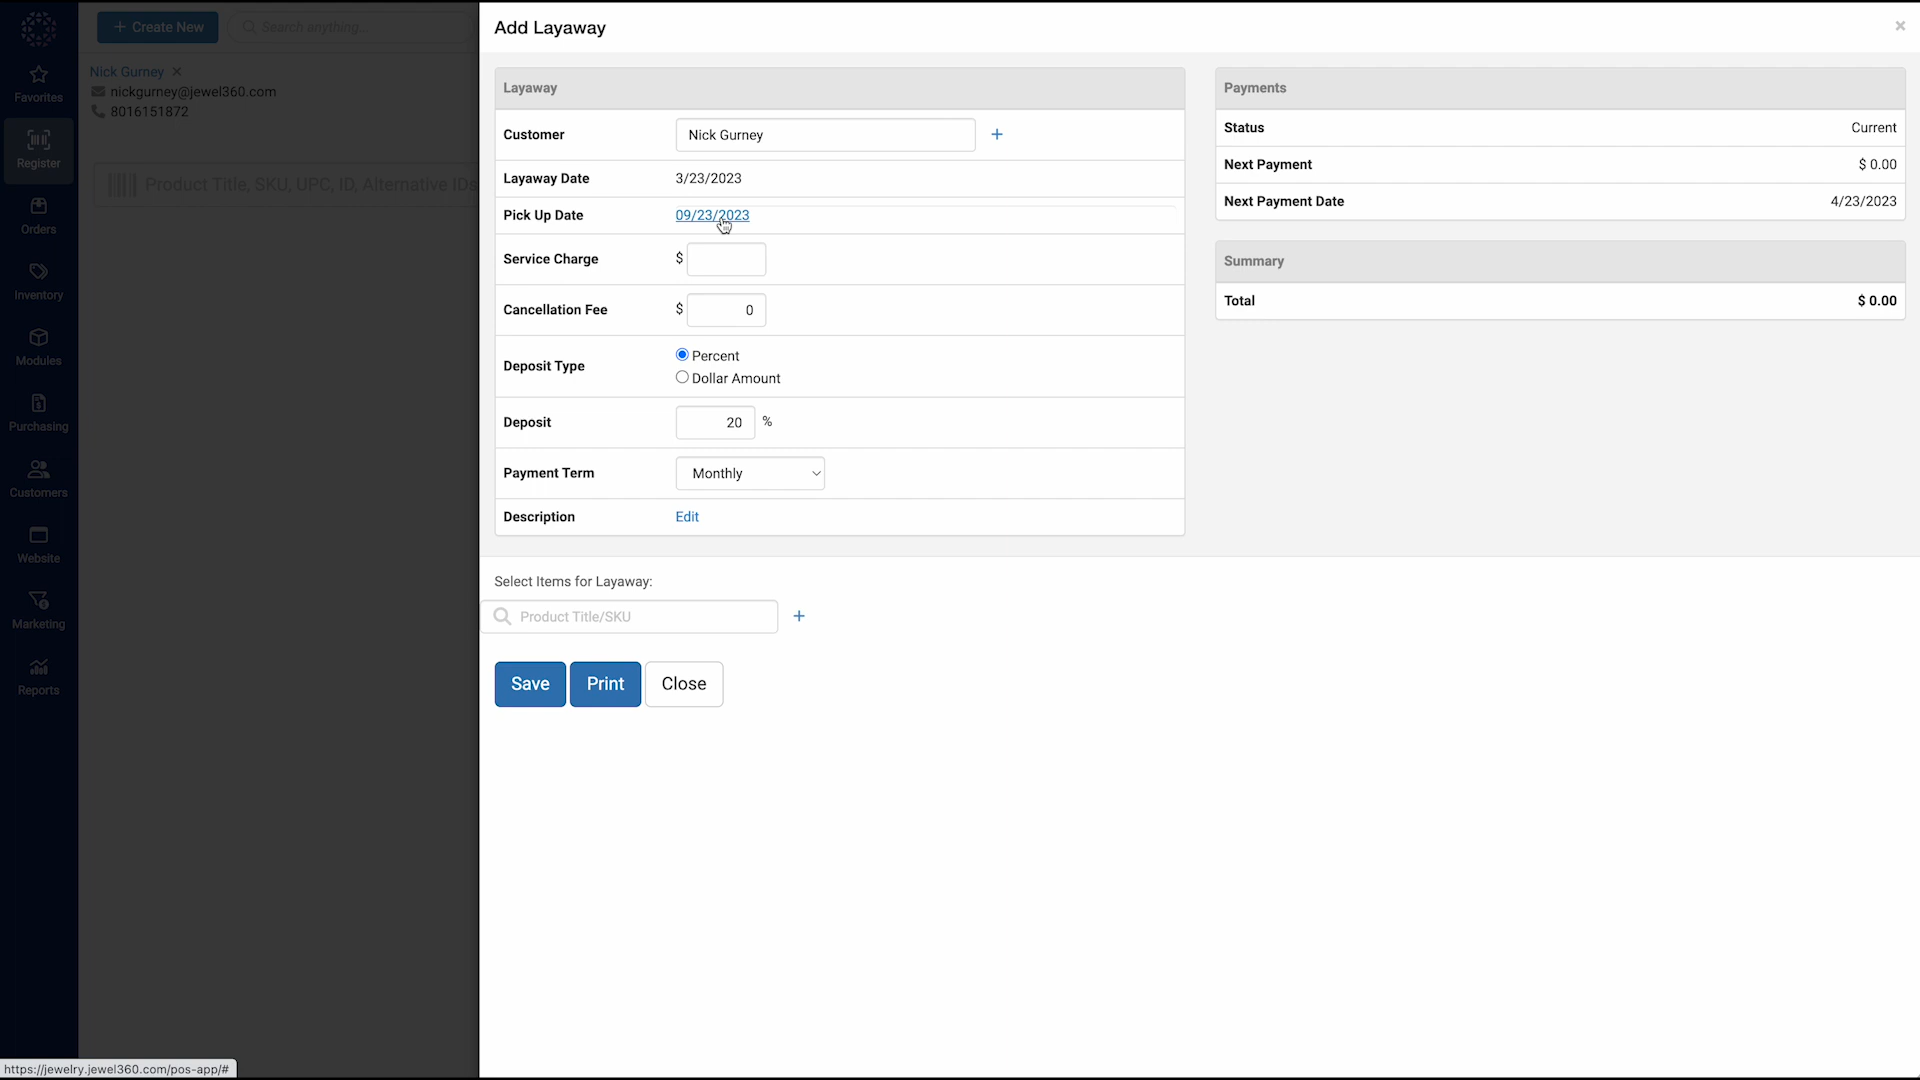 + Create New
Search anything...
Add Layaway
×
Nick Gurney ×
nickgurney@jewel360.com
8016151872
Favorites
Register
Orders
Inventory
Modules
Purchasing
Customers
Website
Marketing
Reports
Product Title, SKU, UPC, ID, Alternative IDs
Layaway
Customer Nick Gurney +
Layaway Date 3/23/2023
Pick Up Date 09/23/2023
Service Charge $
Cancellation Fee $ 0
Deposit Type Percent
Dollar Amount
Deposit 20 %
Payment Term Monthly
Description Edit
Payments
Status Current
Next Payment $ 0.00
Next Payment Date 4/23/2023
Summary
Total $ 0.00
Select Items for Layaway:
Product Title/SKU +
Save Print Close
https://jewelry.jewel360.com/pos-app/#